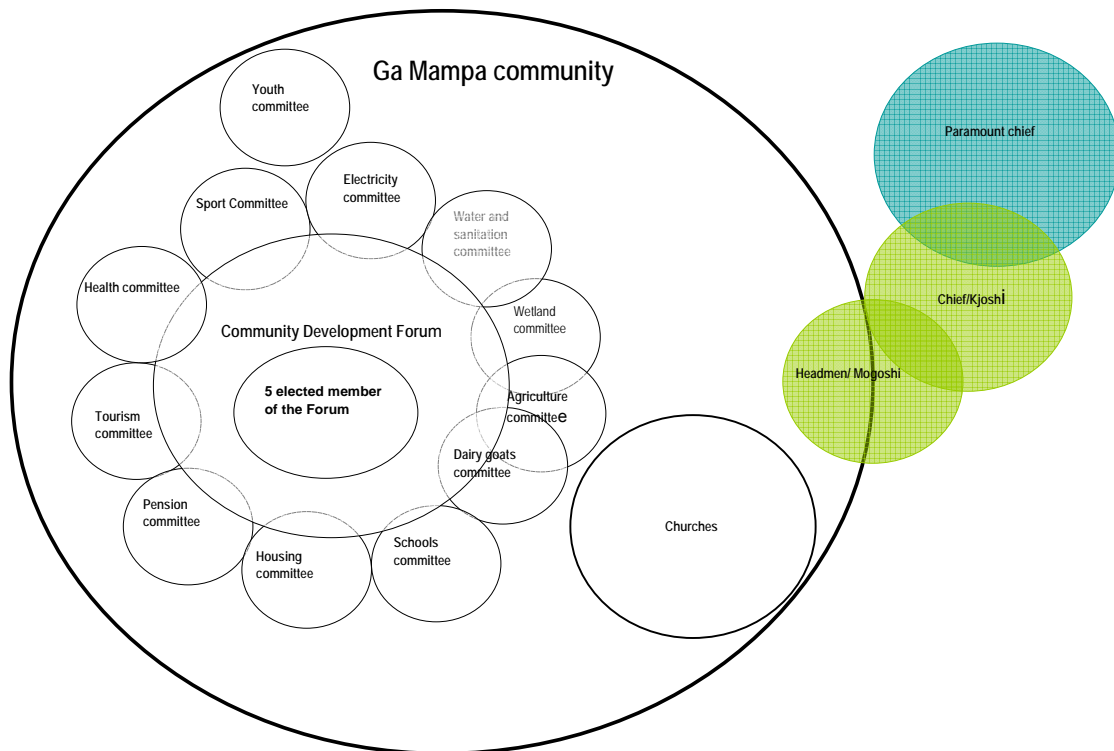 Ga Mampa community
Youth
committee
Paramount chief
Electricity
committee
Sport Committee
Water and
sanitation
committee
Health committee
Chief/Kjoshi
Wetland
committee
Community Development Forum
Headmen/ Mogoshi
5 elected member
of the Forum
Agriculture
committee
Tourism
committee
Dairy goats
committee
Pension
committee
Churches
Schools
committee
Housing
committee